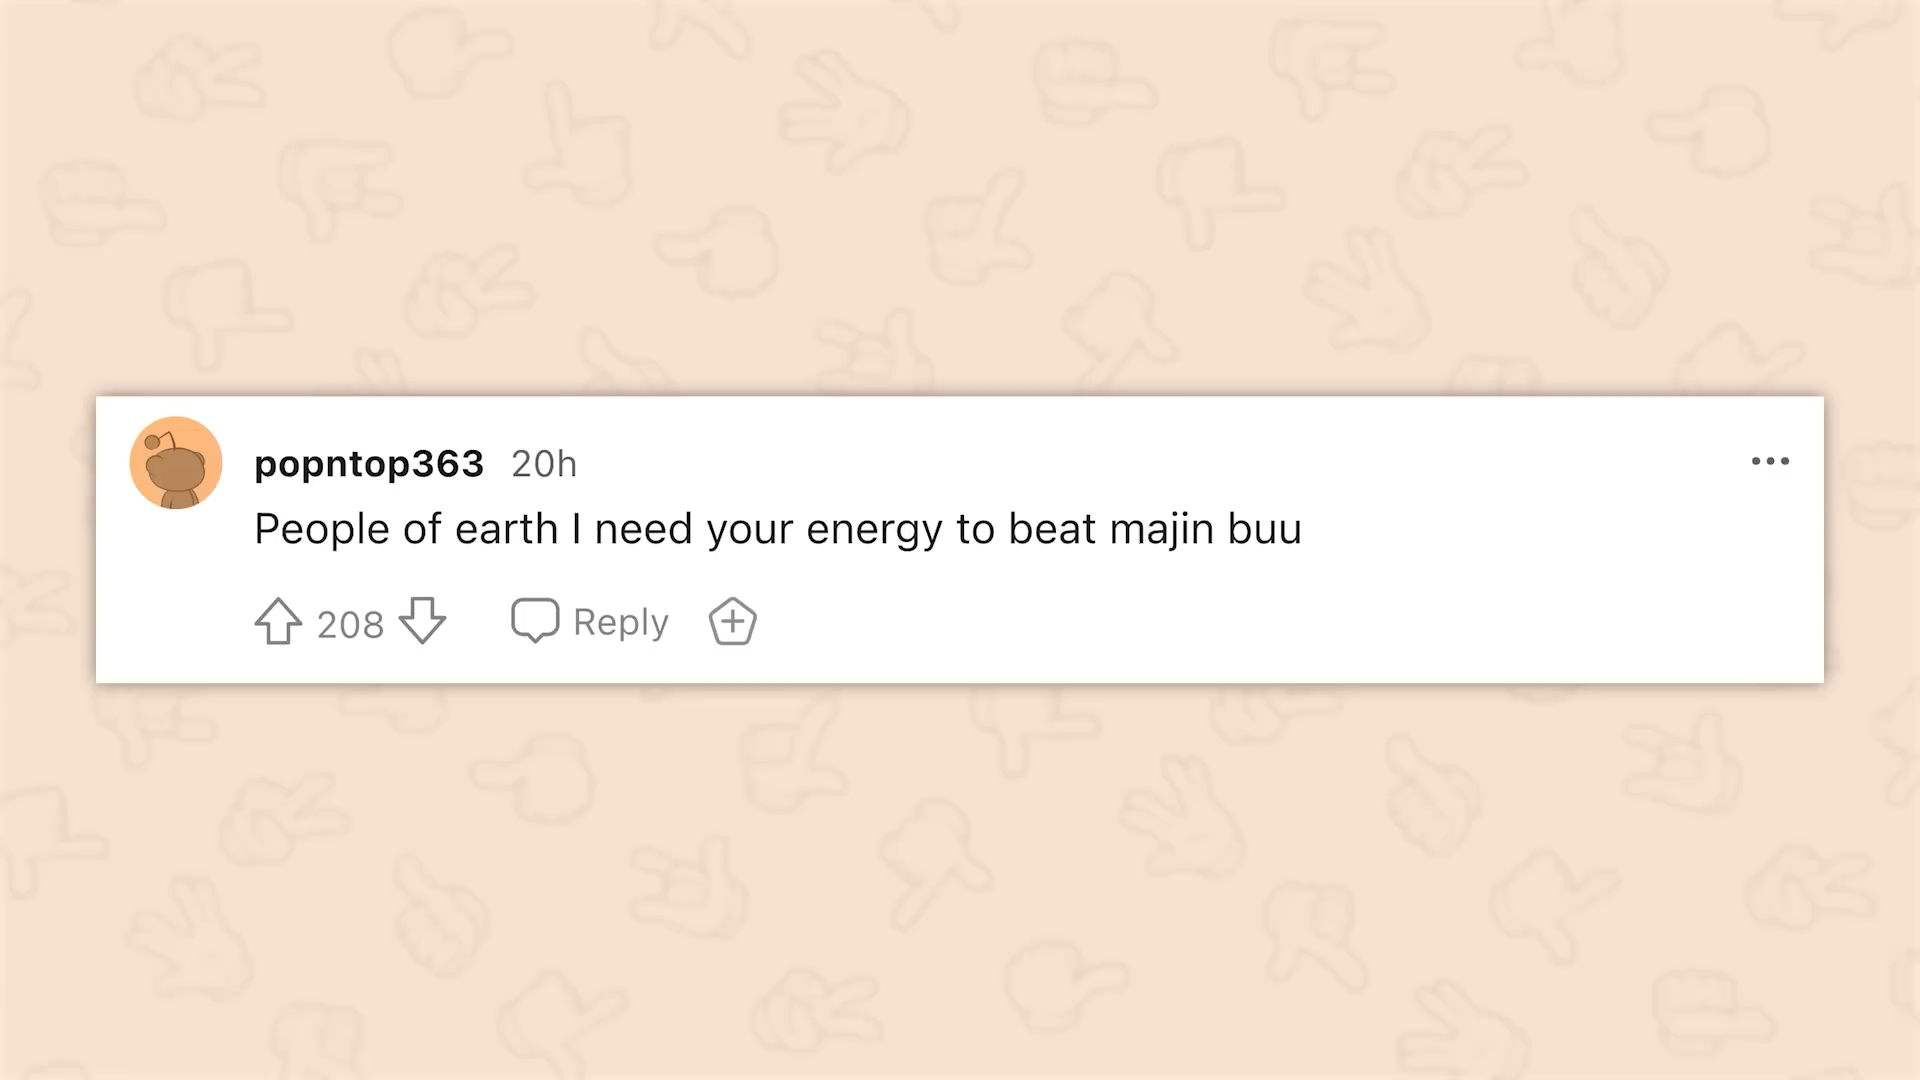 popntop363 20h
People of earth I need your energy to beat majin buu
208 Reply